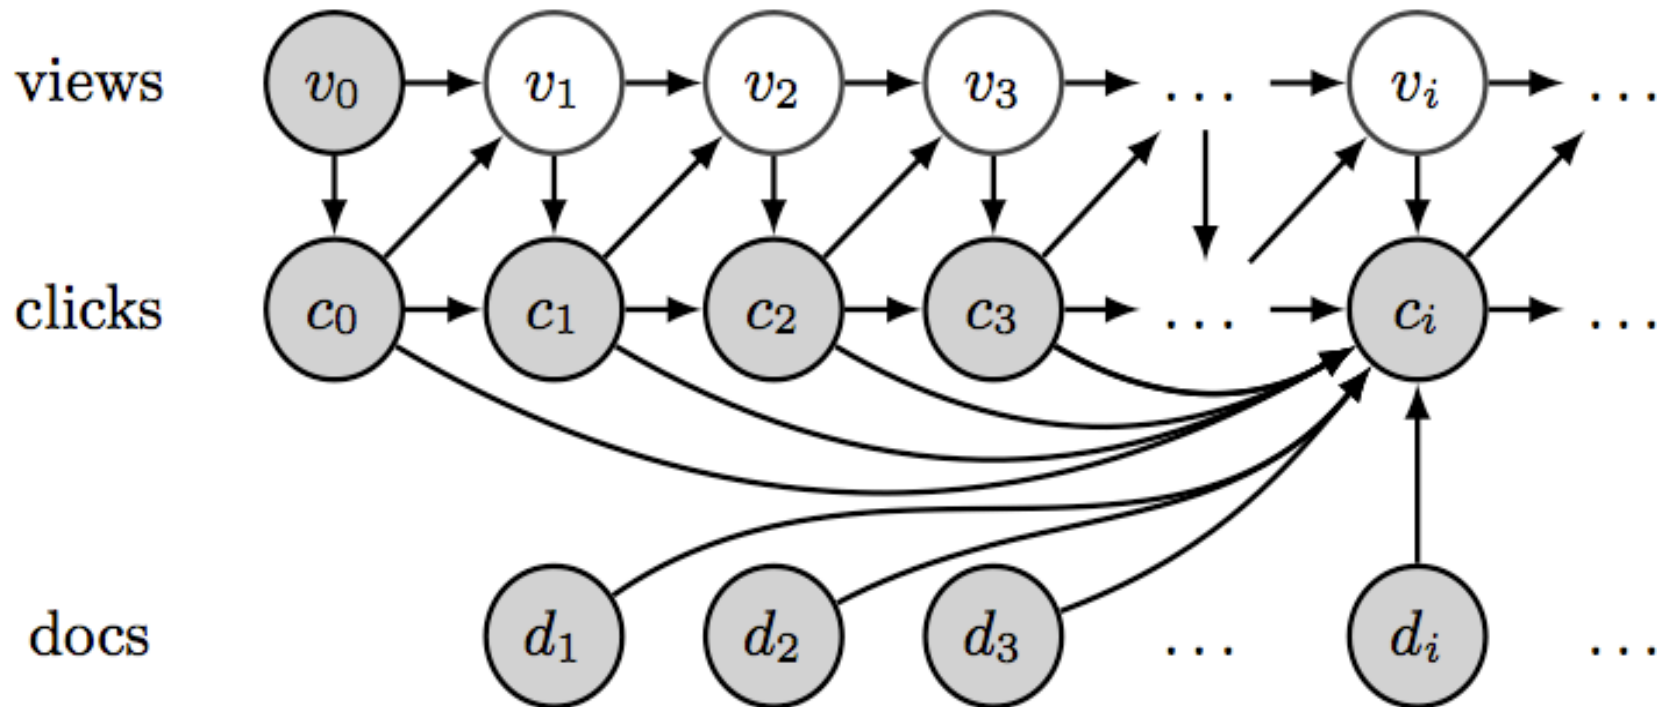 views v₀ v₁ v₂ v₃ ... vᵢ ...
clicks c₀ c₁ c₂ c₃ ... cᵢ ...
docs d₁ d₂ d₃ ... dᵢ ...